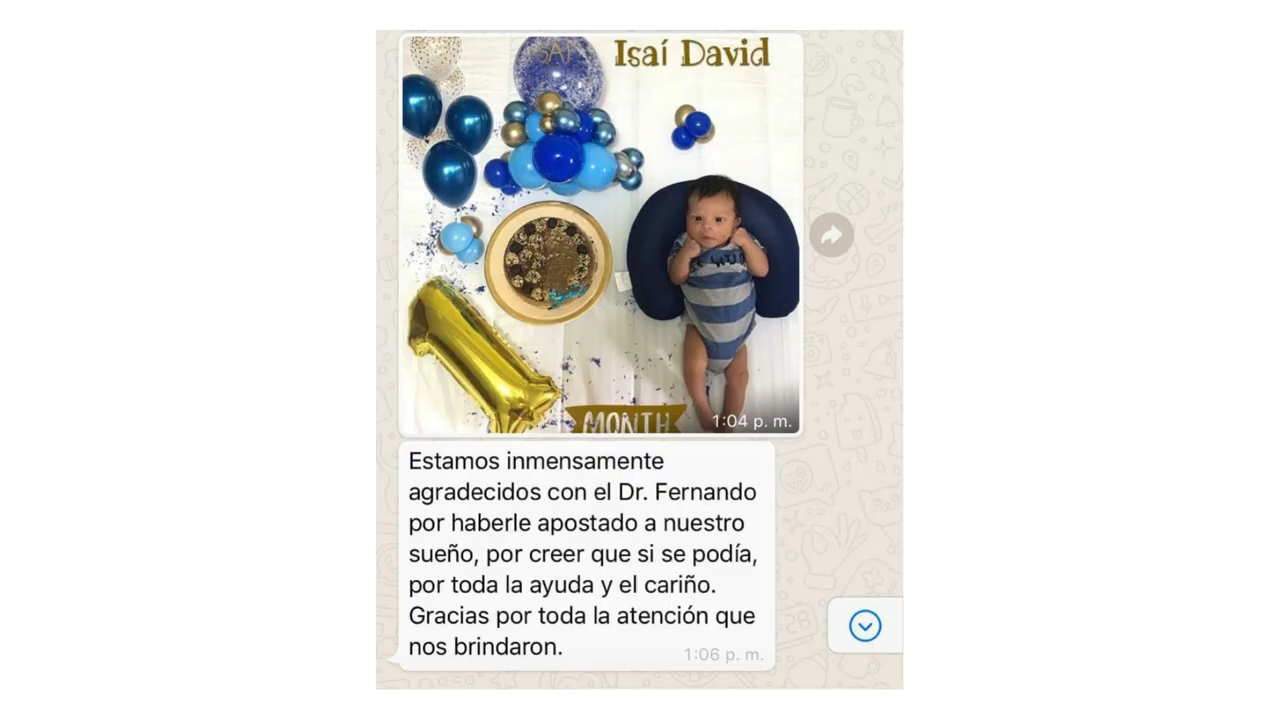 ISAÍ
Isaí David
MONTH
1:04 p. m.
Estamos inmensamente
agradecidos con el Dr. Fernando
por haberle apostado a nuestro
sueño, por creer que si se podía,
por toda la ayuda y el cariño.
Gracias por toda la atención que
nos brindaron.
1:06 p. m.